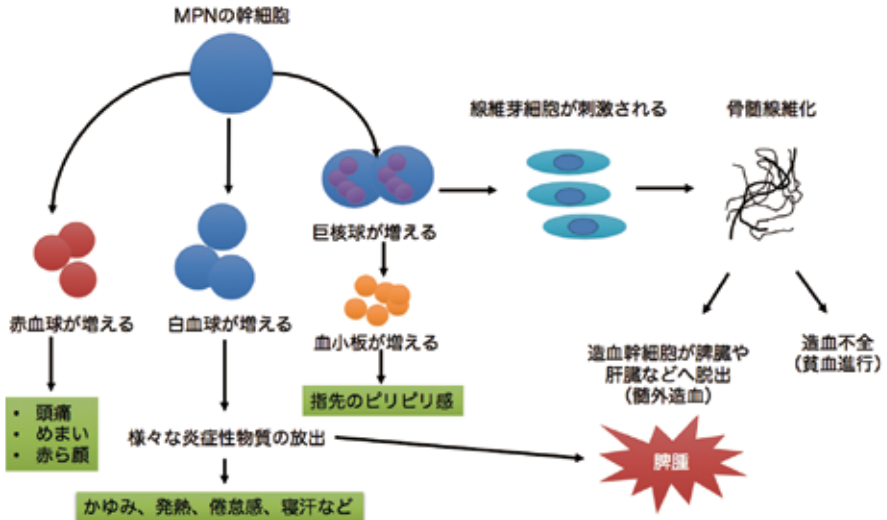 MPNの幹細胞
線維芽細胞が刺激される
骨髄線維化
巨核球が増える
赤血球が増える
白血球が増える
血小板が増える
造血幹細胞が脾臓や
肝臓などへ脱出
(髄外造血)
造血不全
(貧血進行)
指先のピリピリ感
• 頭痛
• めまい
• 赤ら顔
様々な炎症性物質の放出
脾腫
かゆみ、発熱、倦怠感、寝汗など